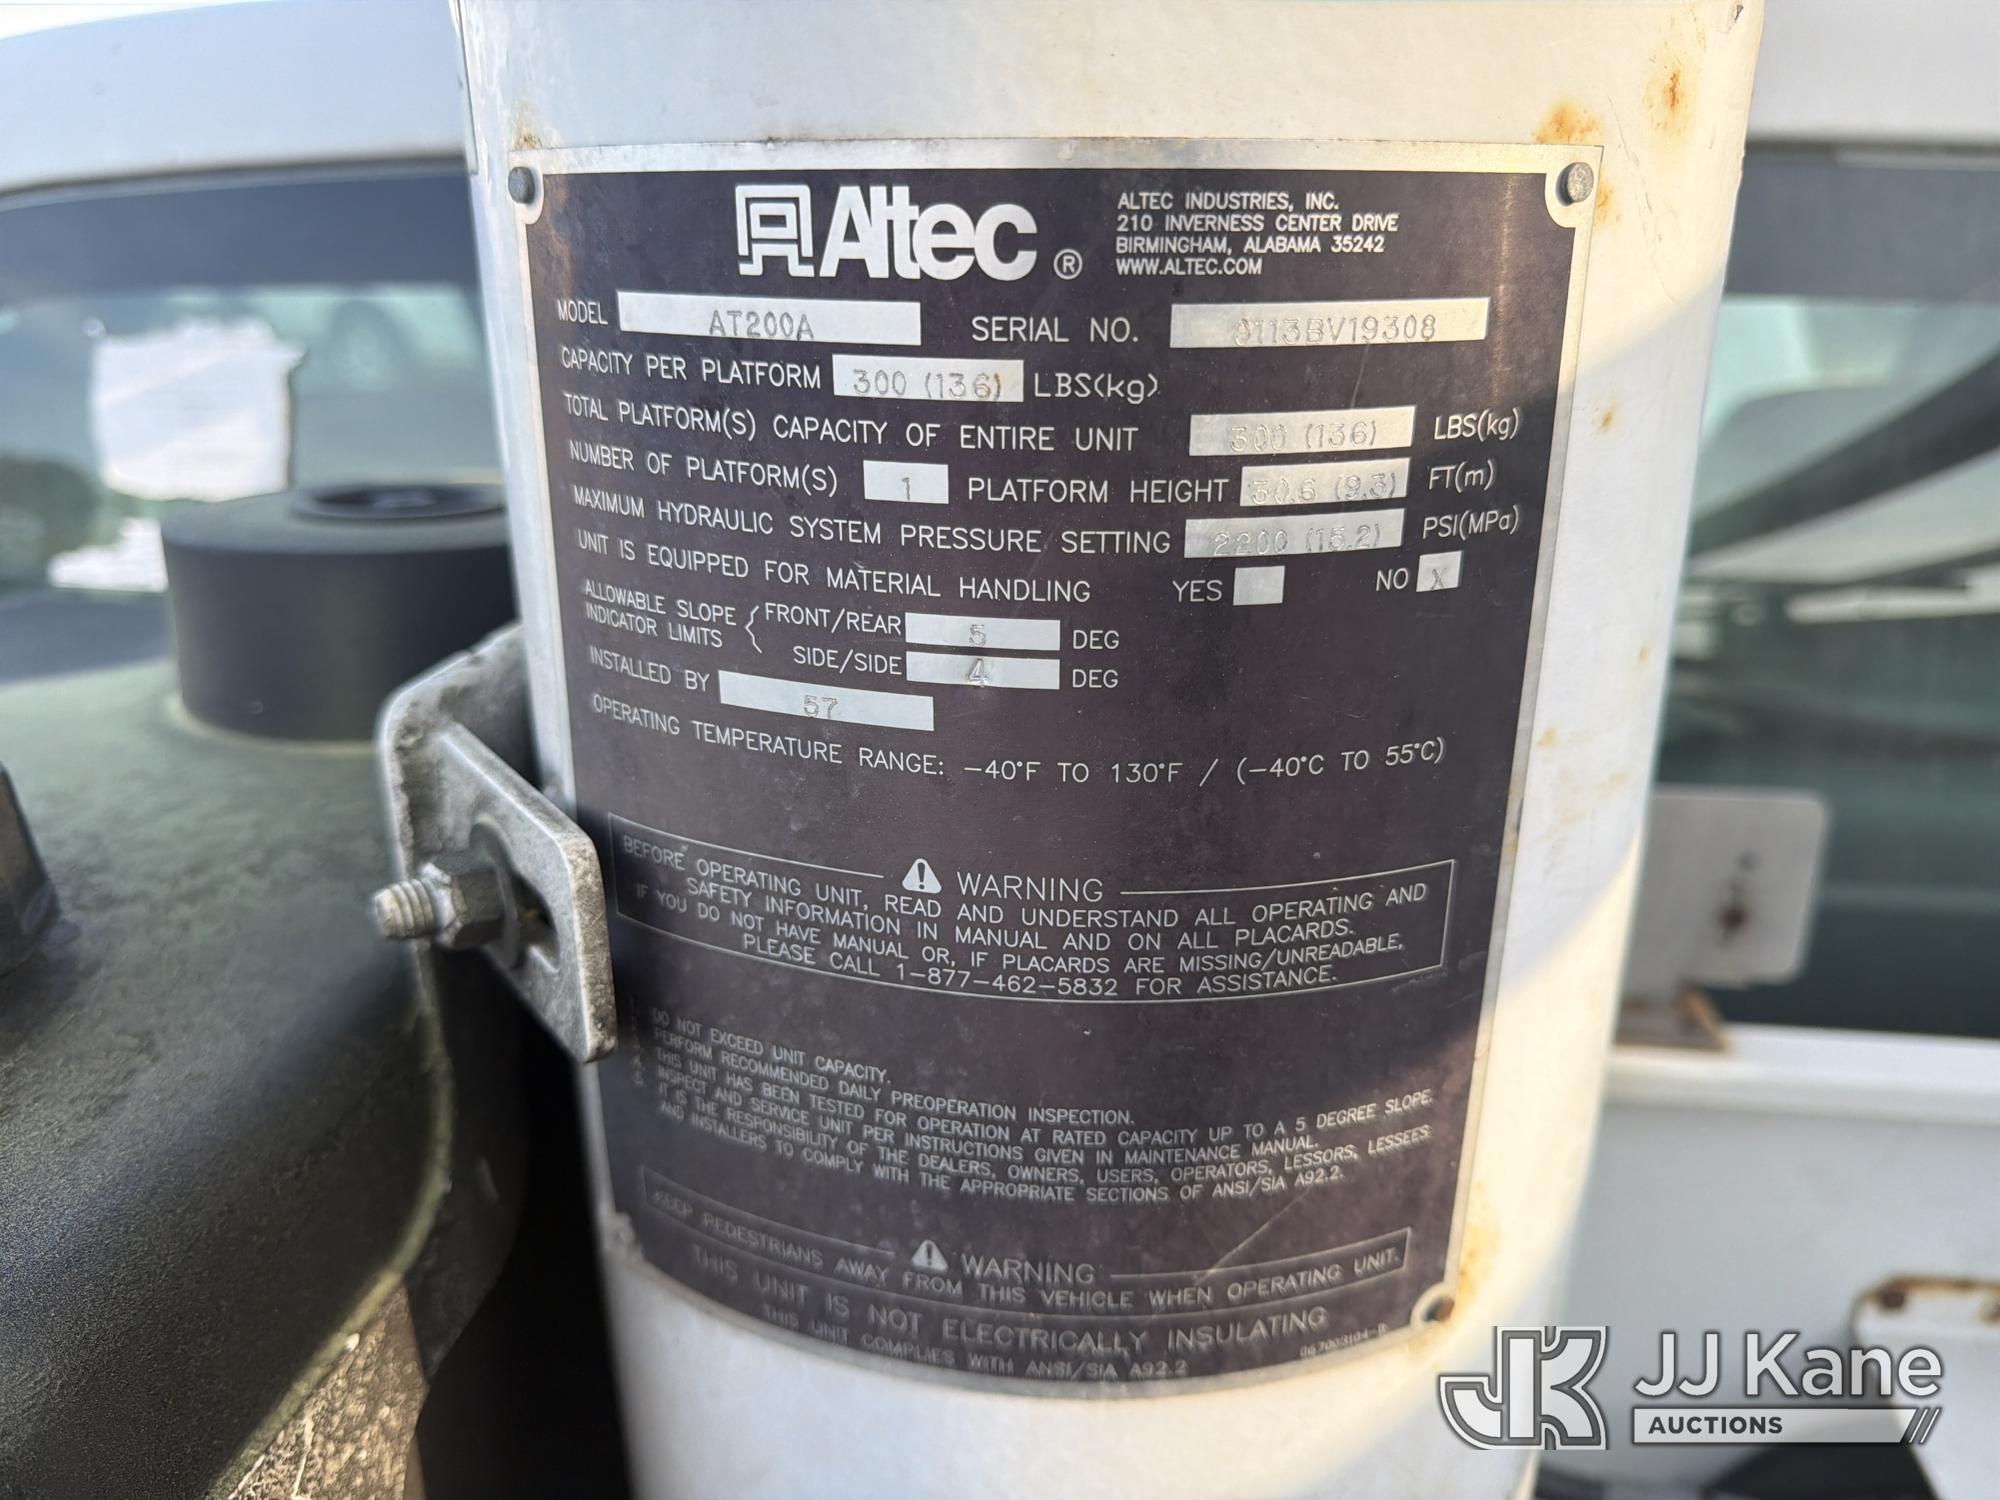 Altec ®
ALTEC INDUSTRIES, INC.
210 INVERNESS CENTER DRIVE
BIRMINGHAM, ALABAMA 35242
WWW.ALTEC.COM
MODEL AT200A SERIAL NO. 0113BV19308
CAPACITY PER PLATFORM 300 (136) LBS(kg)
TOTAL PLATFORM(S) CAPACITY OF ENTIRE UNIT 300 (136) LBS(kg)
NUMBER OF PLATFORM(S) 1 PLATFORM HEIGHT 30.6 (9.3) FT(m)
MAXIMUM HYDRAULIC SYSTEM PRESSURE SETTING 2200 (15.2) PSI(MPa)
UNIT IS EQUIPPED FOR MATERIAL HANDLING YES NO X
ALLOWABLE SLOPE INDICATOR LIMITS { FRONT/REAR 5 DEG
SIDE/SIDE 4 DEG
INSTALLED BY 57
OPERATING TEMPERATURE RANGE: -40°F TO 130°F / (-40°C TO 55°C)
WARNING
BEFORE OPERATING UNIT, READ AND UNDERSTAND ALL OPERATING AND
SAFETY INFORMATION IN MANUAL AND ON ALL PLACARDS.
IF YOU DO NOT HAVE MANUAL OR, IF PLACARDS ARE MISSING/UNREADABLE,
PLEASE CALL 1-877-462-5832 FOR ASSISTANCE.
DO NOT EXCEED UNIT CAPACITY.
PERFORM RECOMMENDED DAILY PREOPERATION INSPECTION.
THIS UNIT HAS BEEN TESTED FOR OPERATION AT RATED CAPACITY UP TO A 5 DEGREE SLOPE.
INSPECT AND SERVICE UNIT PER INSTRUCTIONS GIVEN IN MAINTENANCE MANUAL.
5. IT IS THE RESPONSIBILITY OF THE DEALERS, OWNERS, USERS, OPERATORS, LESSORS, LESSEES
AND INSTALLERS TO COMPLY WITH THE APPROPRIATE SECTIONS OF ANSI/SIA A92.2.
WARNING
KEEP PEDESTRIANS AWAY FROM THIS VEHICLE WHEN OPERATING UNIT.
THIS UNIT IS NOT ELECTRICALLY INSULATING
THIS UNIT COMPLIES WITH ANSI/SIA A92.2
JK JJ Kane
AUCTIONS